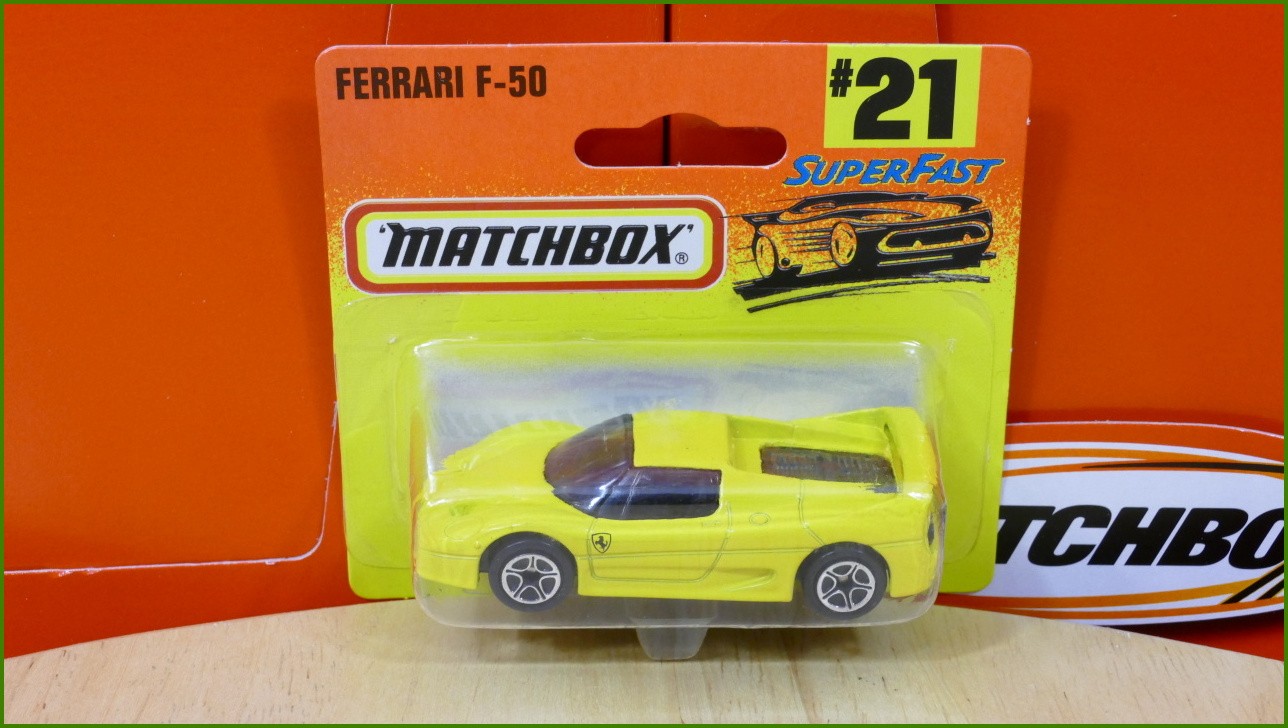 FERRARI F-50
#21
SUPERFAST
'MATCHBOX'®
TCHBO